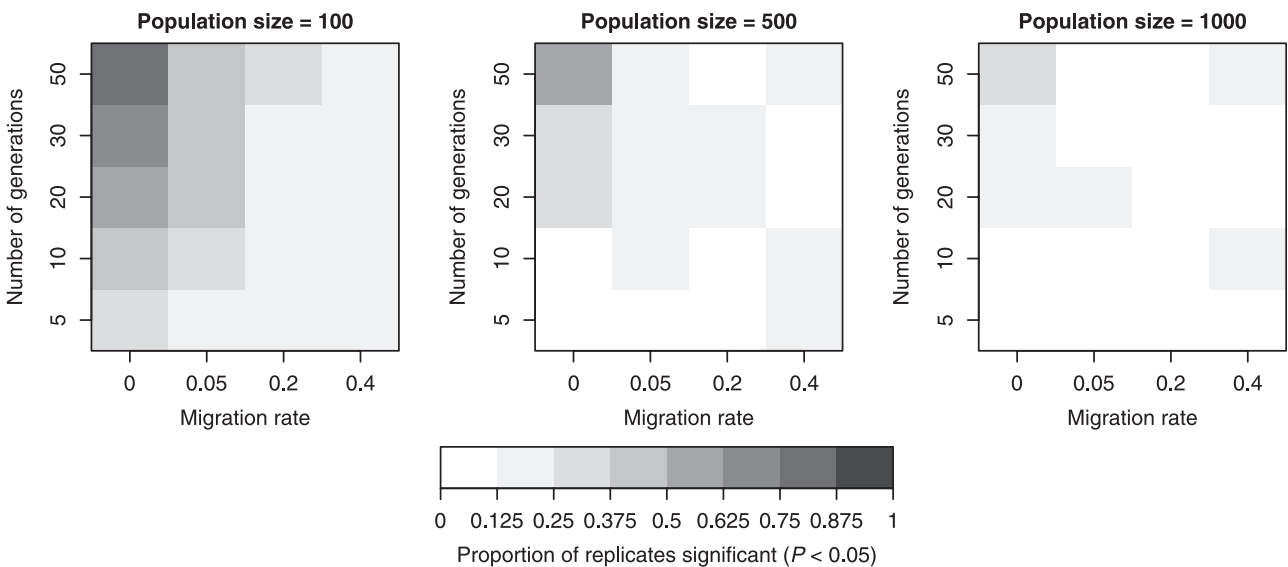 Population size = 100
Population size = 500
Population size = 1000
Number of generations
50
30
20
10
5
0 0.05 0.2 0.4
Migration rate
Number of generations
50
30
20
10
5
0 0.05 0.2 0.4
Migration rate
Number of generations
50
30
20
10
5
0 0.05 0.2 0.4
Migration rate
0 0.125 0.25 0.375 0.5 0.625 0.75 0.875 1
Proportion of replicates significant (P < 0.05)